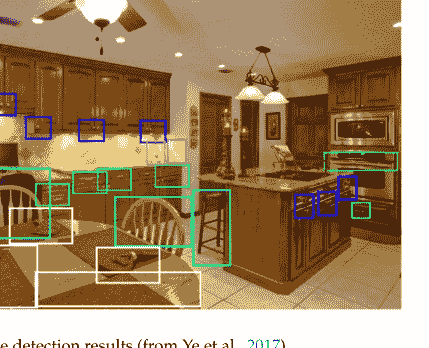 e detection results (from Ye et al., 2017)